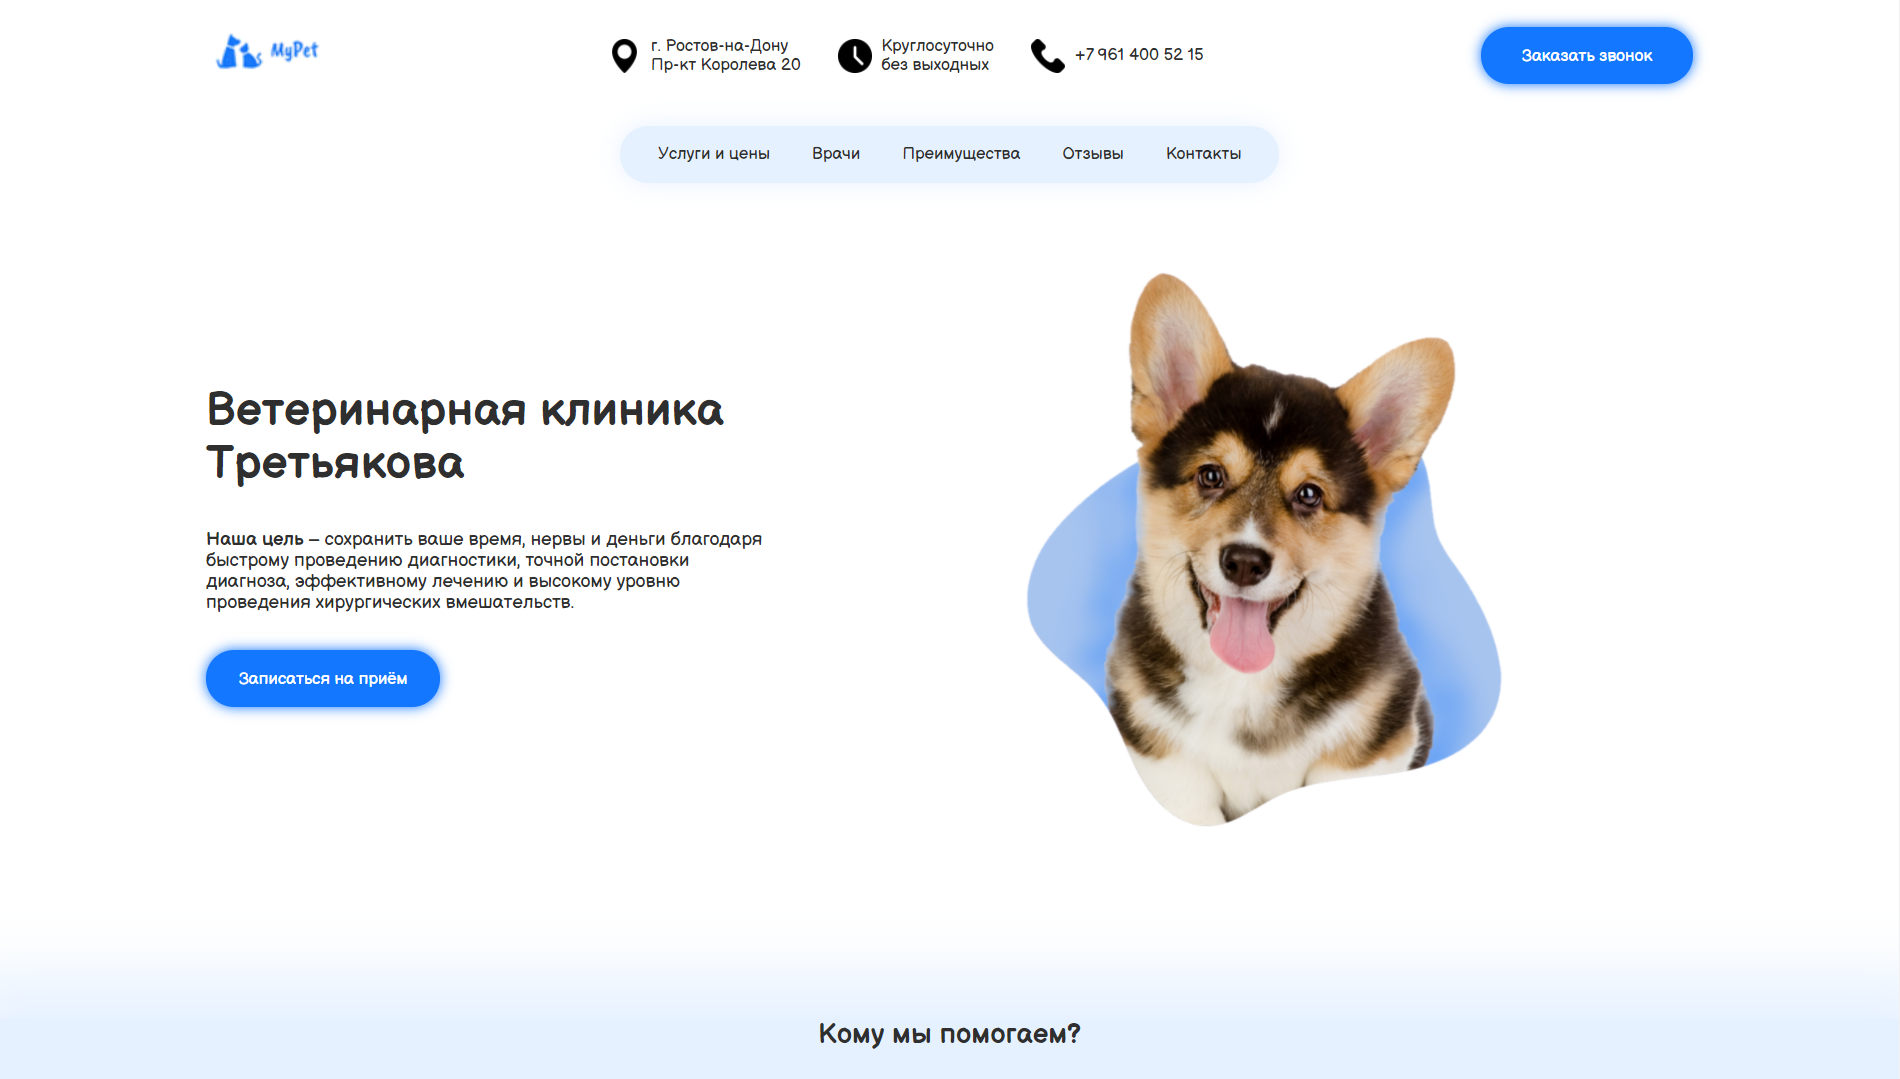 MyPet
г. Ростов-на-Дону
Пр-кт Королева 20
Круглосуточно
без выходных
+7 961 400 52 15
Заказать звонок
Услуги и цены
Врачи
Преимущества
Отзывы
Контакты
Ветеринарная клиника
Третьякова
Наша цель – сохранить ваше время, нервы и деньги благодаря
быстрому проведению диагностики, точной постановки
диагноза, эффективному лечению и высокому уровню
проведения хирургических вмешательств.
Записаться на приём
Кому мы помогаем?